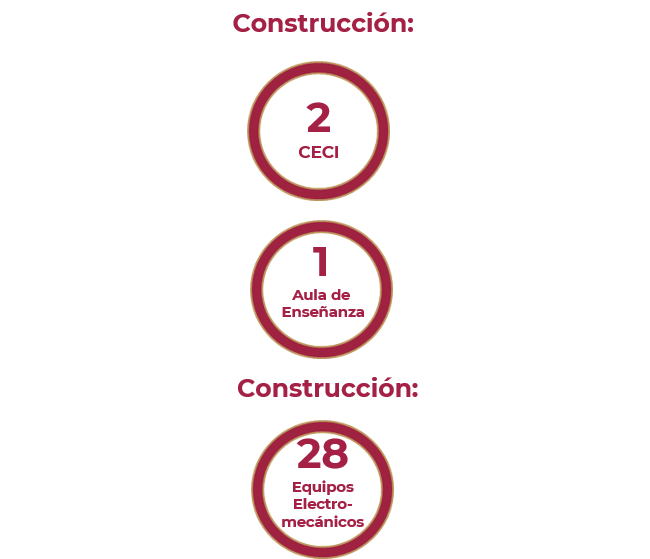 Construcción:
2
CECI
1
Aula de
Enseñanza
Construcción:
28
Equipos
Electro-
mecánicos